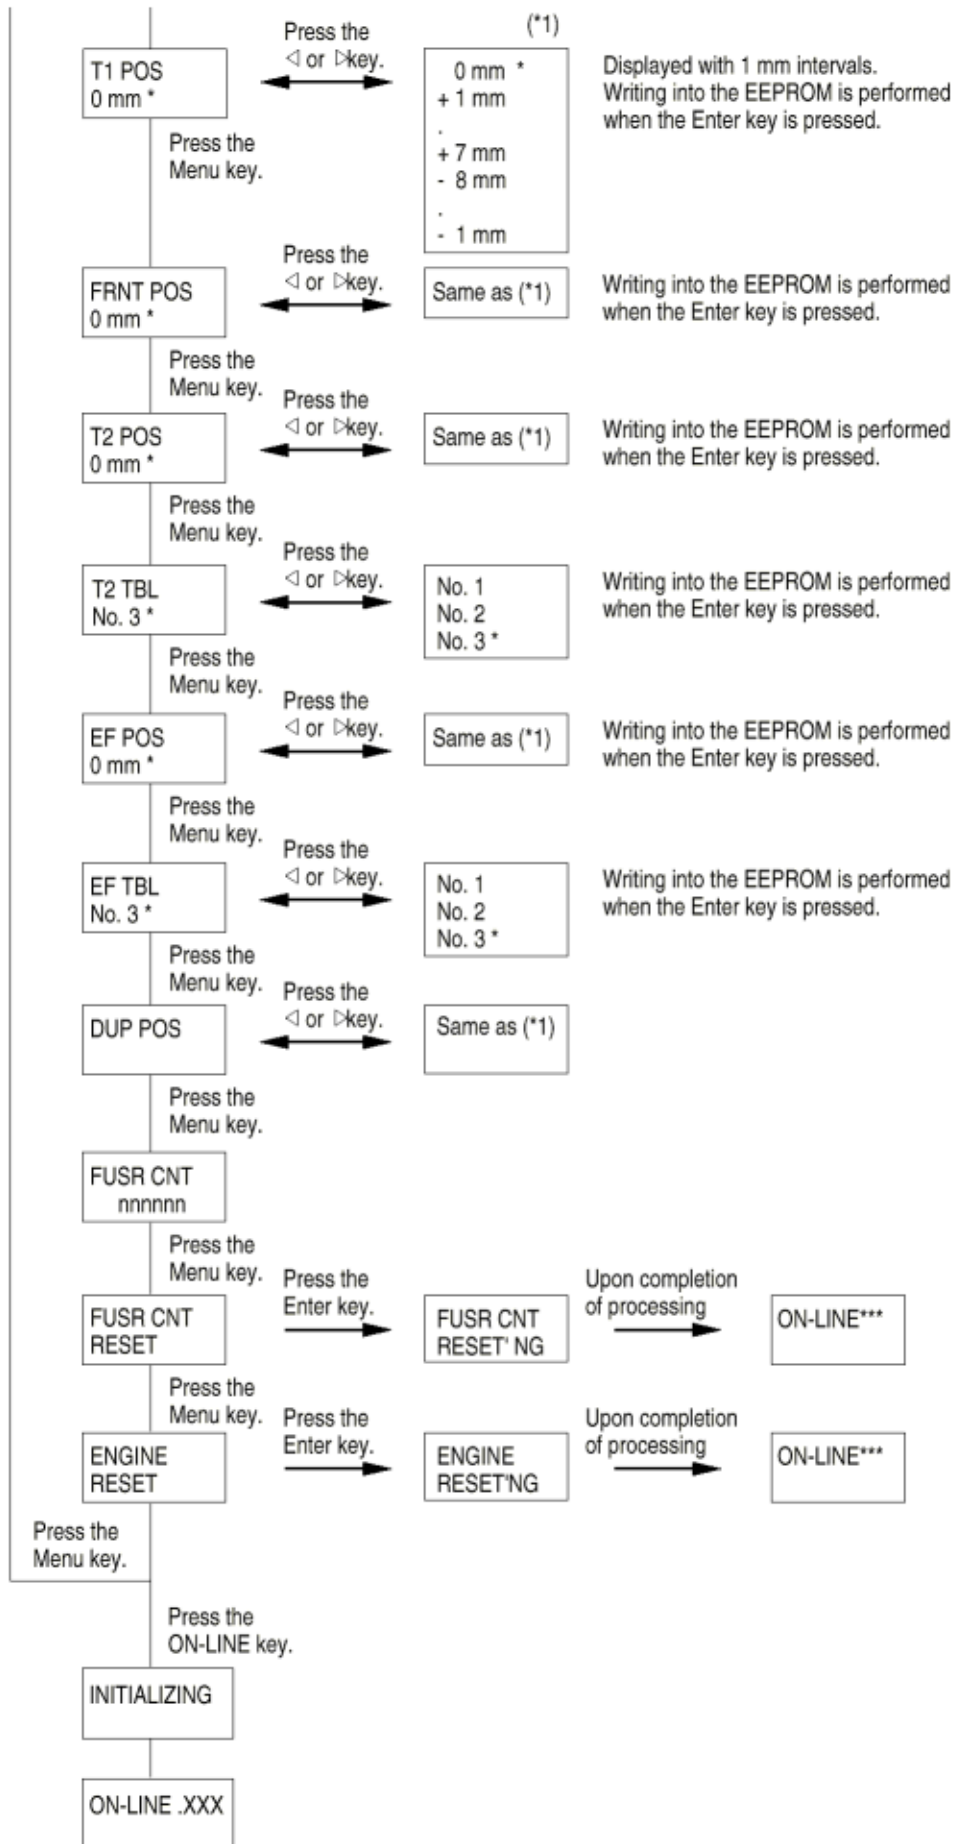 (*1)
Press the
◁ or ▷key.
T1 POS
0 mm *
0 mm *
+ 1 mm
.
+ 7 mm
- 8 mm
.
- 1 mm
Displayed with 1 mm intervals.
Writing into the EEPROM is performed
when the Enter key is pressed.
Press the
Menu key.
Press the
◁ or ▷key.
FRNT POS
0 mm *
Same as (*1)
Writing into the EEPROM is performed
when the Enter key is pressed.
Press the
Menu key.
Press the
◁ or ▷key.
T2 POS
0 mm *
Same as (*1)
Writing into the EEPROM is performed
when the Enter key is pressed.
Press the
Menu key.
Press the
◁ or ▷key.
T2 TBL
No. 3 *
No. 1
No. 2
No. 3 *
Writing into the EEPROM is performed
when the Enter key is pressed.
Press the
Menu key.
Press the
◁ or ▷key.
EF POS
0 mm *
Same as (*1)
Writing into the EEPROM is performed
when the Enter key is pressed.
Press the
Menu key.
Press the
◁ or ▷key.
EF TBL
No. 3 *
No. 1
No. 2
No. 3 *
Writing into the EEPROM is performed
when the Enter key is pressed.
Press the
Menu key.
Press the
◁ or ▷key.
DUP POS
Same as (*1)
Press the
Menu key.
FUSR CNT
nnnnnn
Press the
Menu key.
Press the
Enter key.
Upon completion
of processing
FUSR CNT
RESET
FUSR CNT
RESET' NG
ON-LINE***
Press the
Menu key.
Press the
Enter key.
Upon completion
of processing
ENGINE
RESET
ENGINE
RESET'NG
ON-LINE***
Press the
Menu key.
Press the
ON-LINE key.
INITIALIZING
ON-LINE .XXX